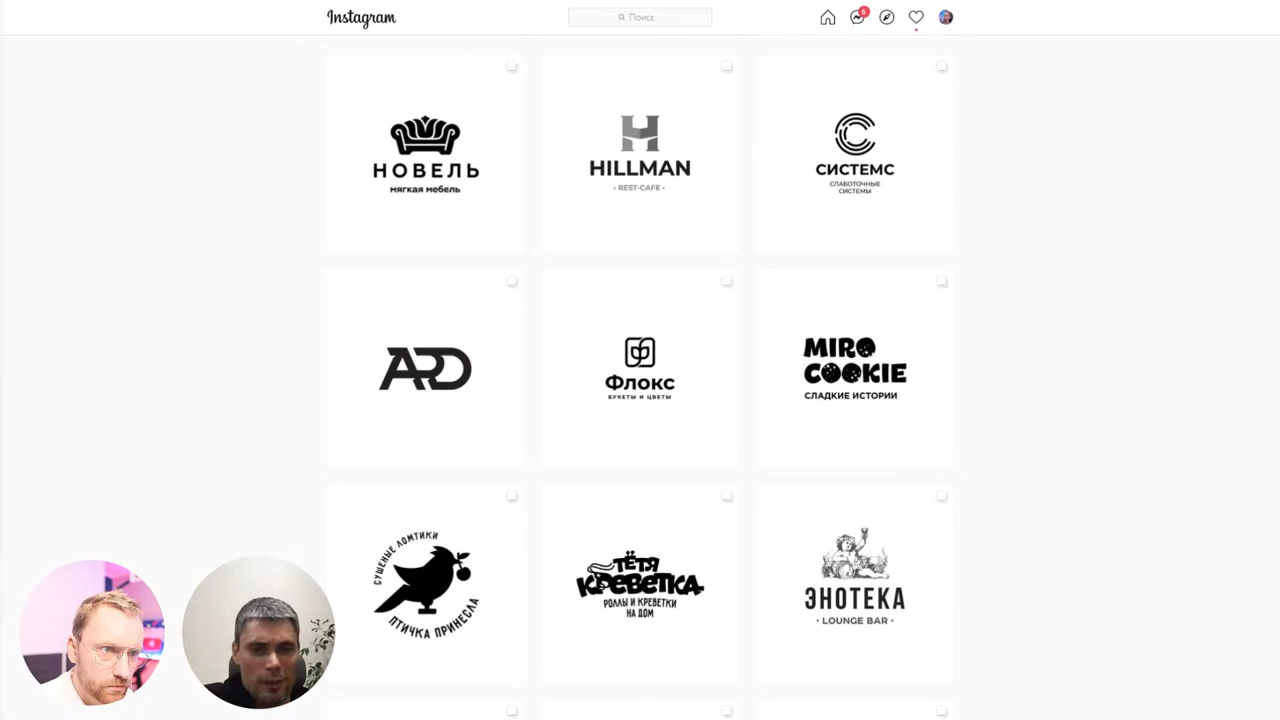 Instagram
Поиск
6
НОВЕЛЬ
мягкая мебель
HILLMAN
• REST-CAFE •
СИСТЕМС
СЛАБОТОЧНЫЕ
СИСТЕМЫ
ARD
Флокс
БУКЕТЫ И ЦВЕТЫ
MIRO
COOKIE
СЛАДКИЕ ИСТОРИИ
СУШЕНЫЕ ЛОМТИКИ
ПТИЧКА ПРИНЕСЛА
ТЁТЯ
КРЕВЕТКА
РОЛЛЫ И КРЕВЕТКИ
НА ДОМ
ЭНОТЕКА
• LOUNGE BAR •